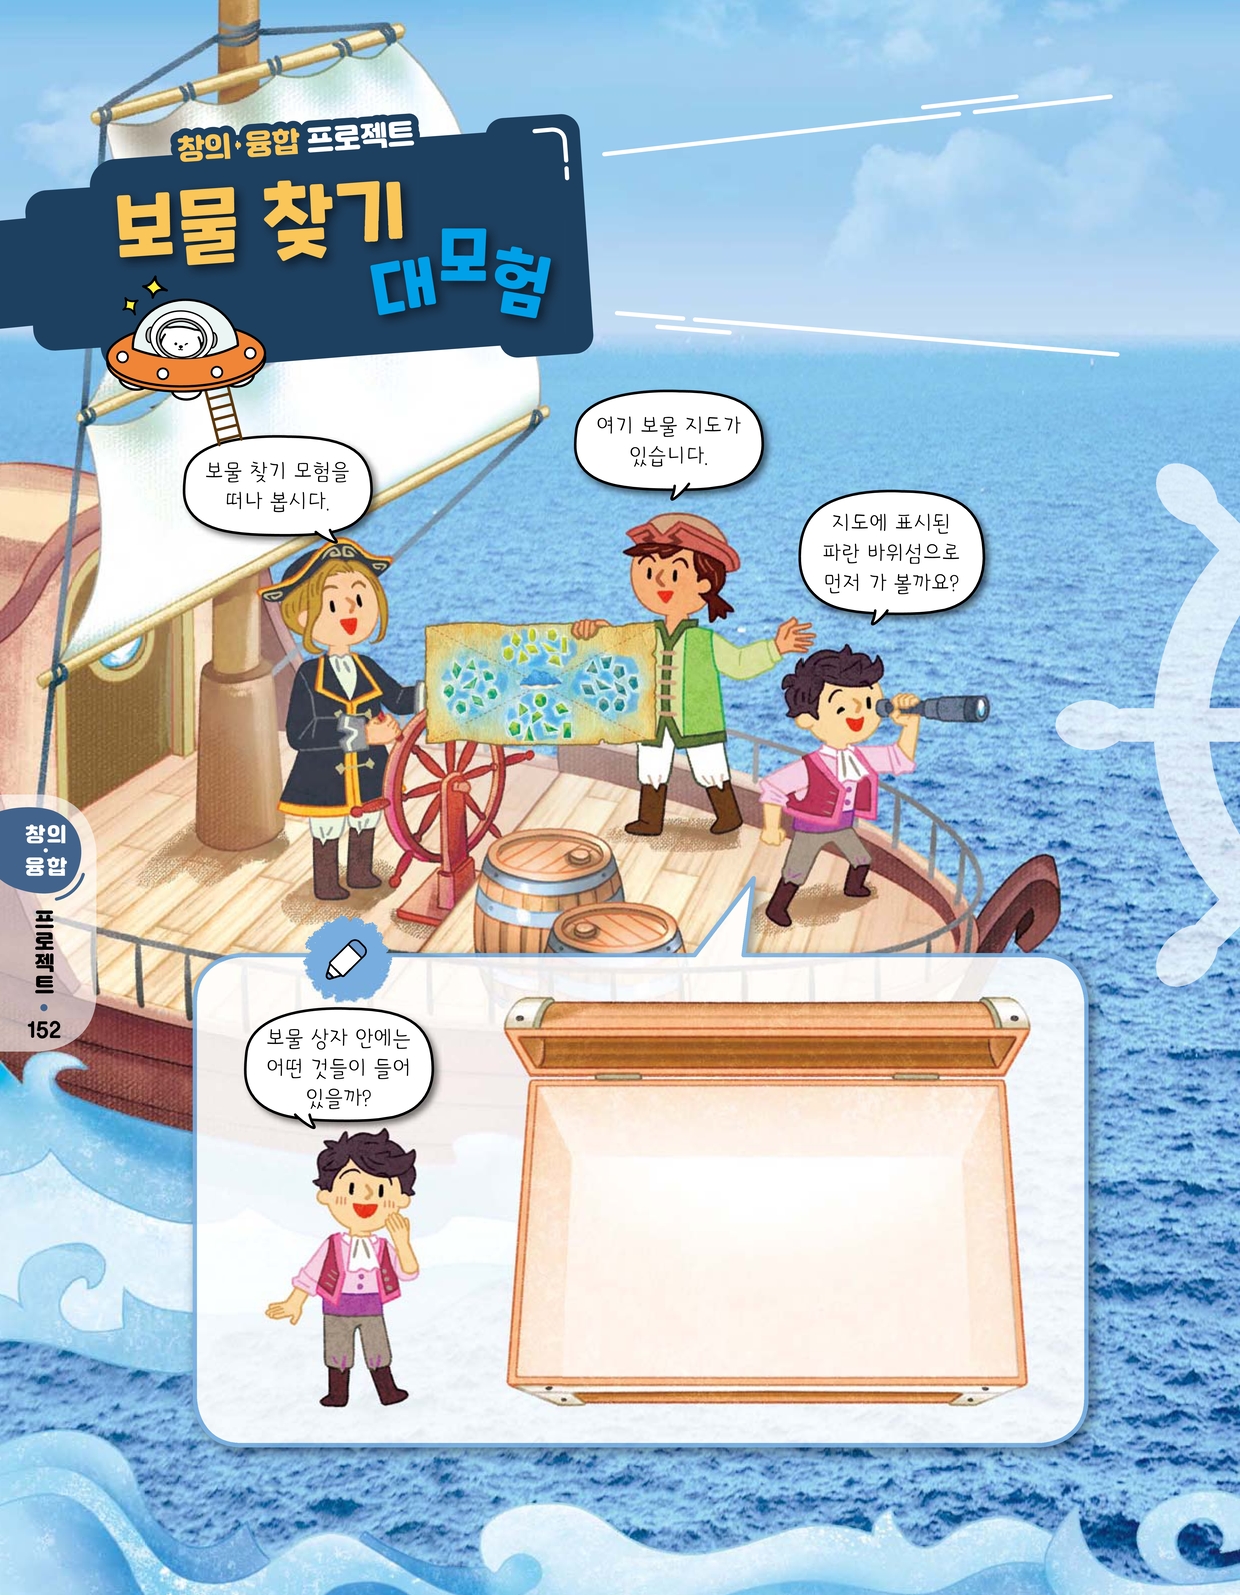 창의·융합 프로젝트
보물 찾기
대모험
보물 찾기 모험을
떠나 봅시다.
여기 보물 지도가
있습니다.
지도에 표시된
파란 바위섬으로
먼저 가 볼까요?
창의
·
융합
프로젝트 • 152
보물 상자 안에는
어떤 것들이 들어
있을까?